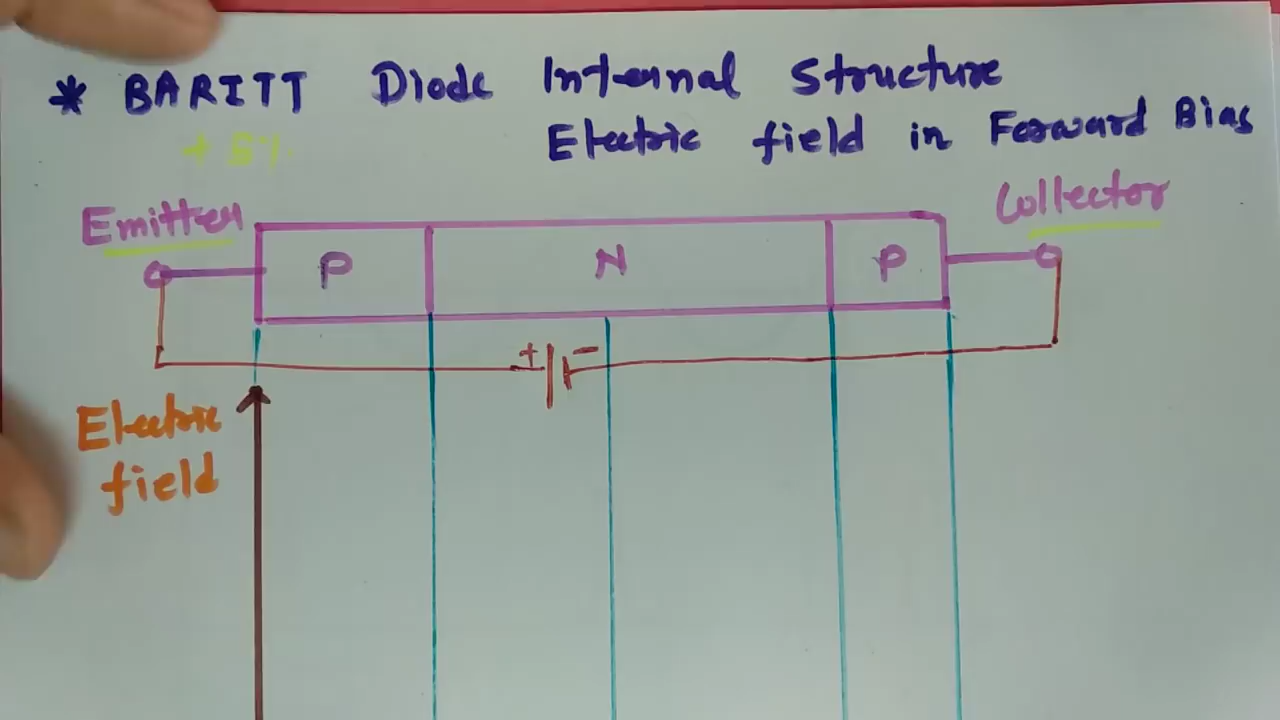 * BARITT Diode Internal Structure
Electric field in Forward Bias
Emitter
Collector
P N P
+ -
Electric
field